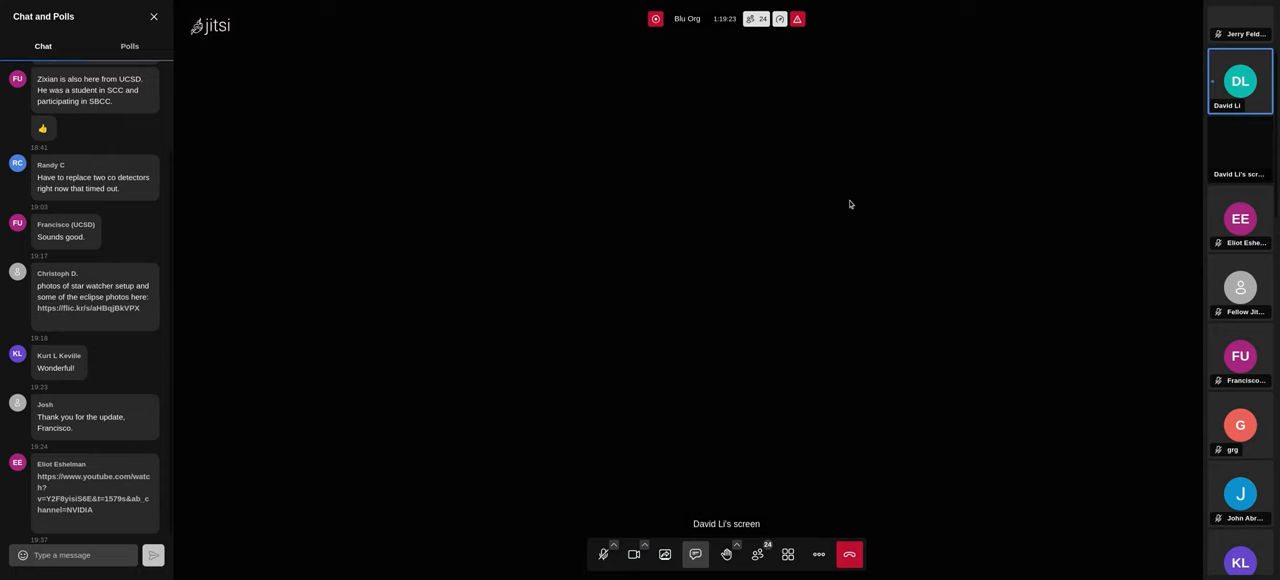 Chat and Polls
Chat
Polls
FU
Zixian is also here from UCSD.
He was a student in SCC and
participating in SBCC.
18:41
RC
Randy C
Have to replace two co detectors
right now that timed out.
19:03
FU
Francisco (UCSD)
Sounds good.
19:17
Christoph D.
photos of star watcher setup and
some of the eclipse photos here:
https://flic.kr/s/aHBqjBkVPX
19:18
KL
Kurt L Keville
Wonderful!
19:23
Josh
Thank you for the update,
Francisco.
19:24
EE
Eliot Eshelman
https://www.youtube.com/watc
h?
v=Y2F8yisiS6E&t=1579s&ab_c
hannel=NVIDIA
19:37
Type a message
jitsi
Blu Org
1:19:23
24
David Li's screen
24
Jerry Feld...
DL
David Li
David Li's scr...
EE
Eliot Eshe...
Fellow Jit...
FU
Francisco...
G
grg
J
John Abr...
KL